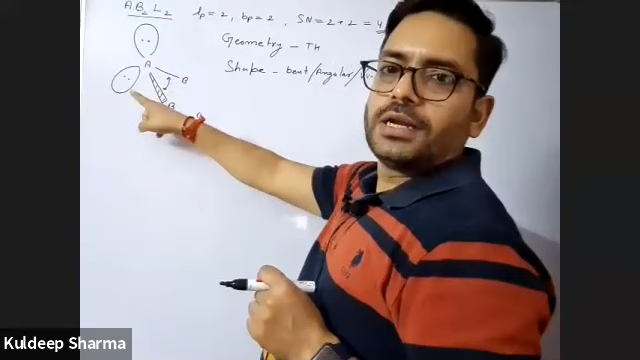 AB₂L₂ lp = 2, bp = 2, SN = 2 + 2 = 4
Geometry - TH
Shape - bent/Angular/
A
B
B
Kuldeep Sharma